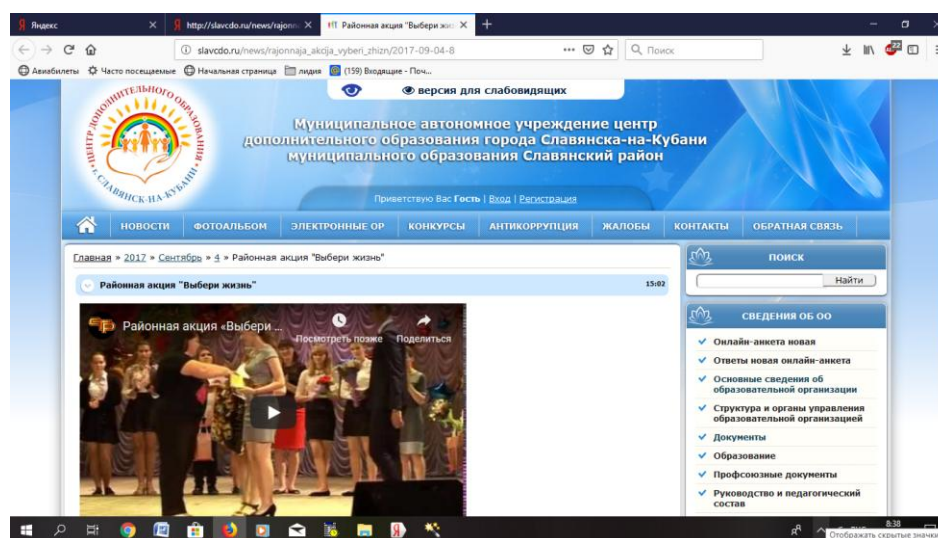 Яндекс
http://slavcdo.ru/news/rajonn
Районная акция "Выбери жиз
slavcdo.ru/news/rajonnaja_akcija_vyberi_zhizn/2017-09-04-8
Поиск
Авиабилеты Часто посещаемые Начальная страница лидия (159) Входящие - Поч...
ЦЕНТР ДОПОЛНИТЕЛЬНОГО ОБРАЗОВАНИЯ
г. СЛАВЯНСК-НА-КУБАНИ
версия для слабовидящих
Муниципальное автономное учреждение центр
дополнительного образования города Славянска-на-Кубани
муниципального образования Славянский район
Приветствую Вас Гость | Вход | Регистрация
НОВОСТИ ФОТОАЛЬБОМ ЭЛЕКТРОННЫЕ ОР КОНКУРСЫ АНТИКОРРУПЦИЯ ЖАЛОБЫ КОНТАКТЫ ОБРАТНАЯ СВЯЗЬ
Главная » 2017 » Сентябрь » 4 » Районная акция "Выбери жизнь"
Районная акция "Выбери жизнь" 15:02
Районная акция «Выбери ...
Посмотреть позже Поделиться
ПОИСК
Найти
СВЕДЕНИЯ ОБ ОО
Онлайн-анкета новая
Ответы новая онлайн-анкета
Основные сведения об
образовательной организации
Структура и органы управления
образовательной организацией
Документы
Образование
Профсоюзные документы
Руководство и педагогический
состав
8:38
Отображать скрытые значки